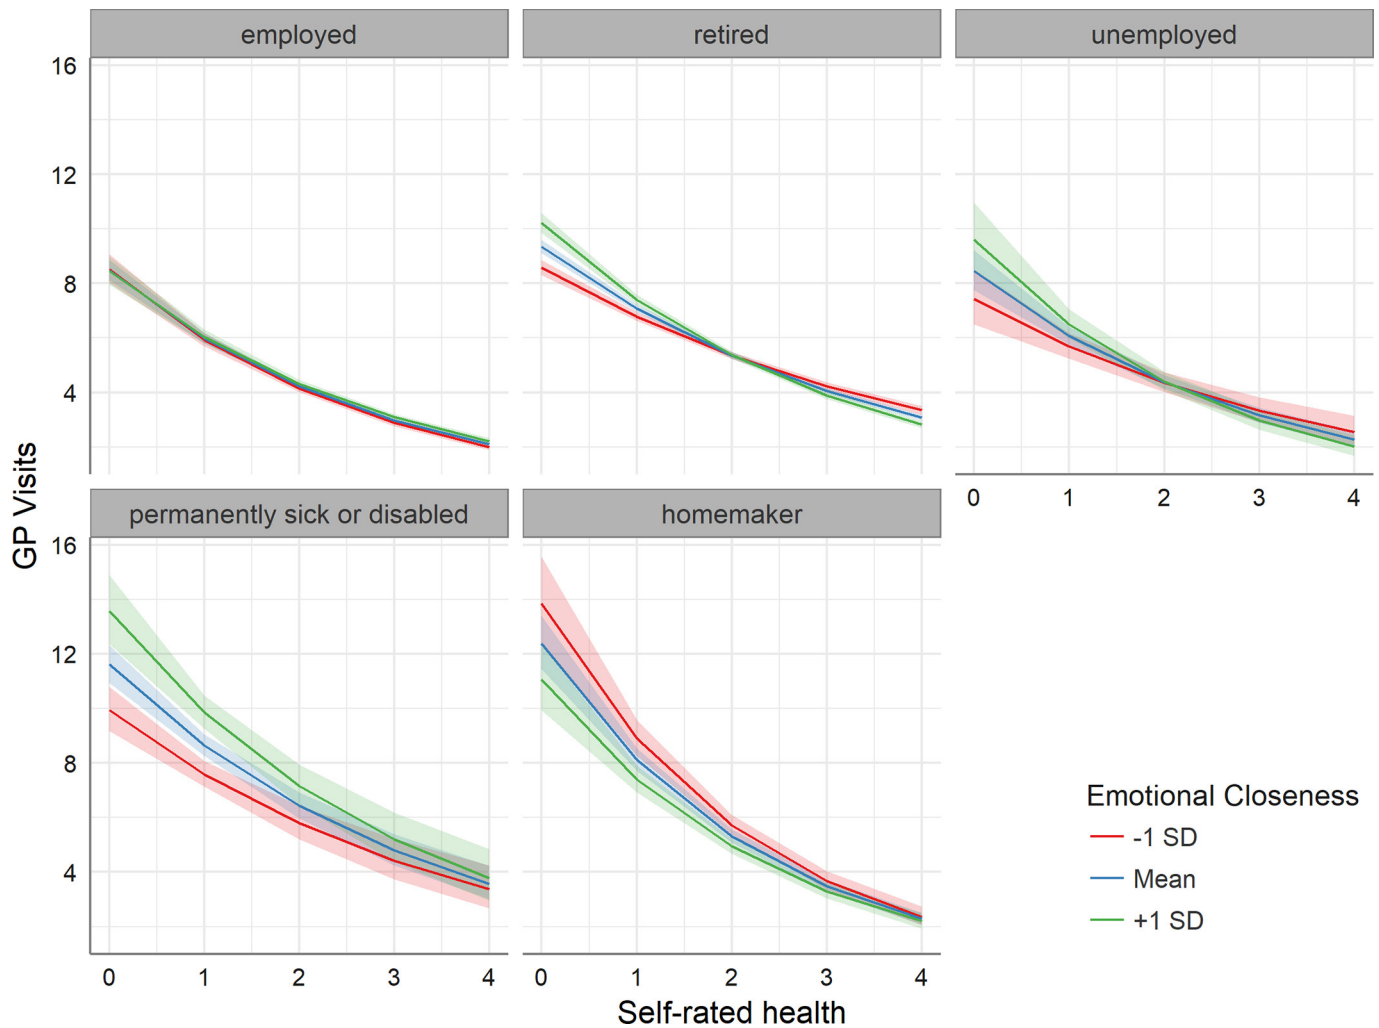 employed
retired
unemployed
16
12
8
4
0 1 2 3 4
GP Visits
permanently sick or disabled
homemaker
16
12
8
4
0 1 2 3 4
0 1 2 3 4
Self-rated health
Emotional Closeness
-1 SD
Mean
+1 SD